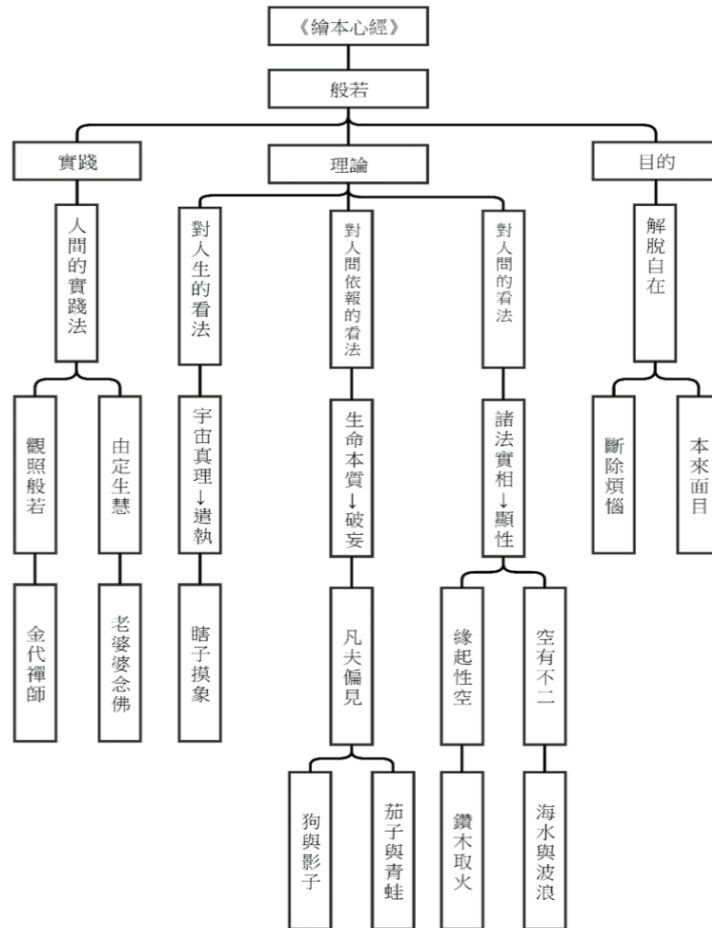 《繪本心經》
般若
實踐
理論
目的
人間的實踐法
對人生的看法
對人間依報的看法
對人間的看法
解脫自在
觀照般若
由定生慧
宇宙真理→遣執
生命本質→破妄
諸法實相→顯性
斷除煩惱
本來面目
金代禪師
老婆婆念佛
瞎子摸象
凡夫偏見
緣起性空
空有不二
狗與影子
茄子與青蛙
鑽木取火
海水與波浪